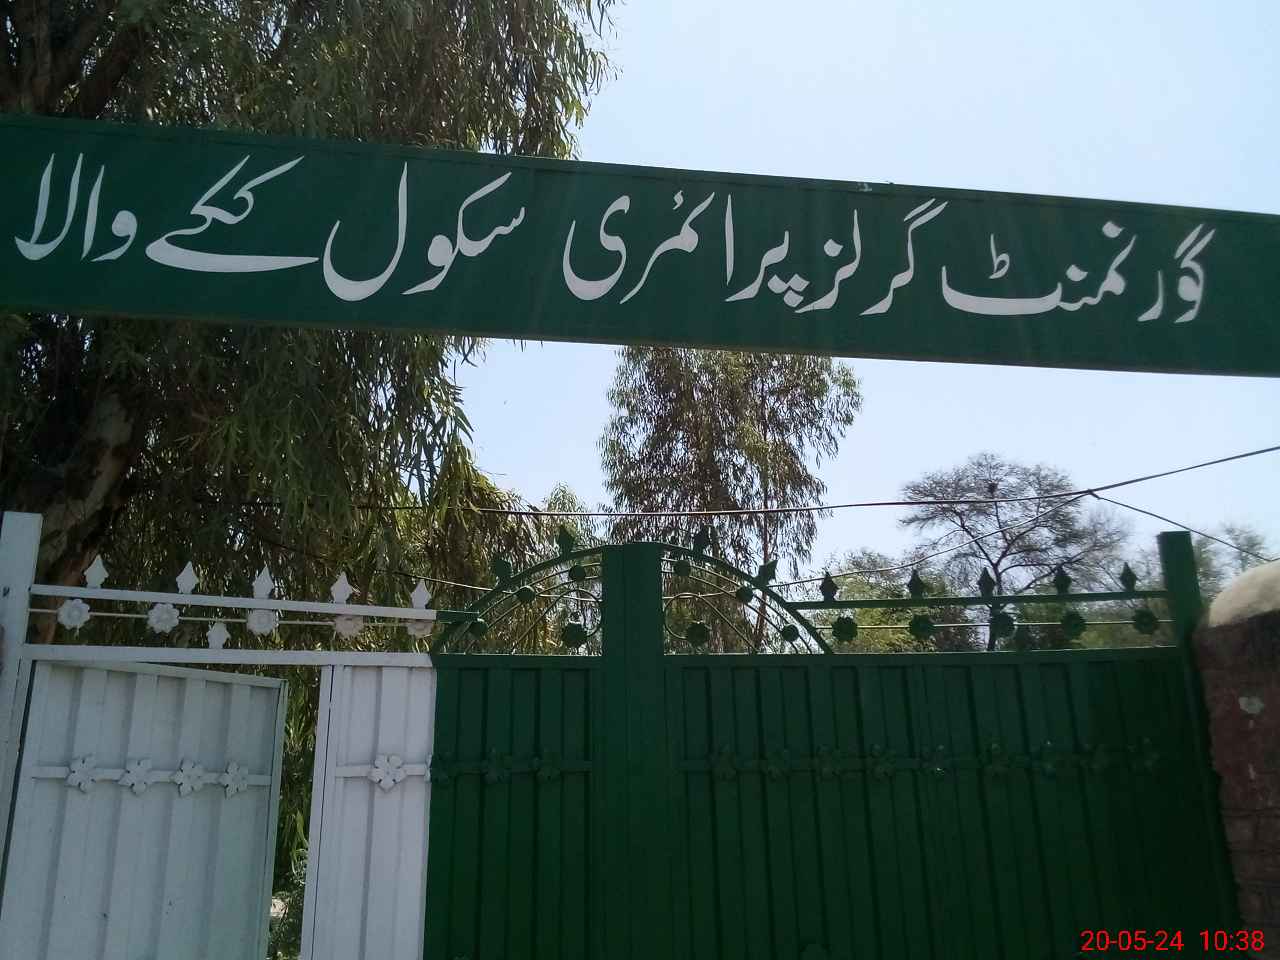 گورنمنٹ گرلز پرائمری سکول ککے والا
20-05-24 10:38